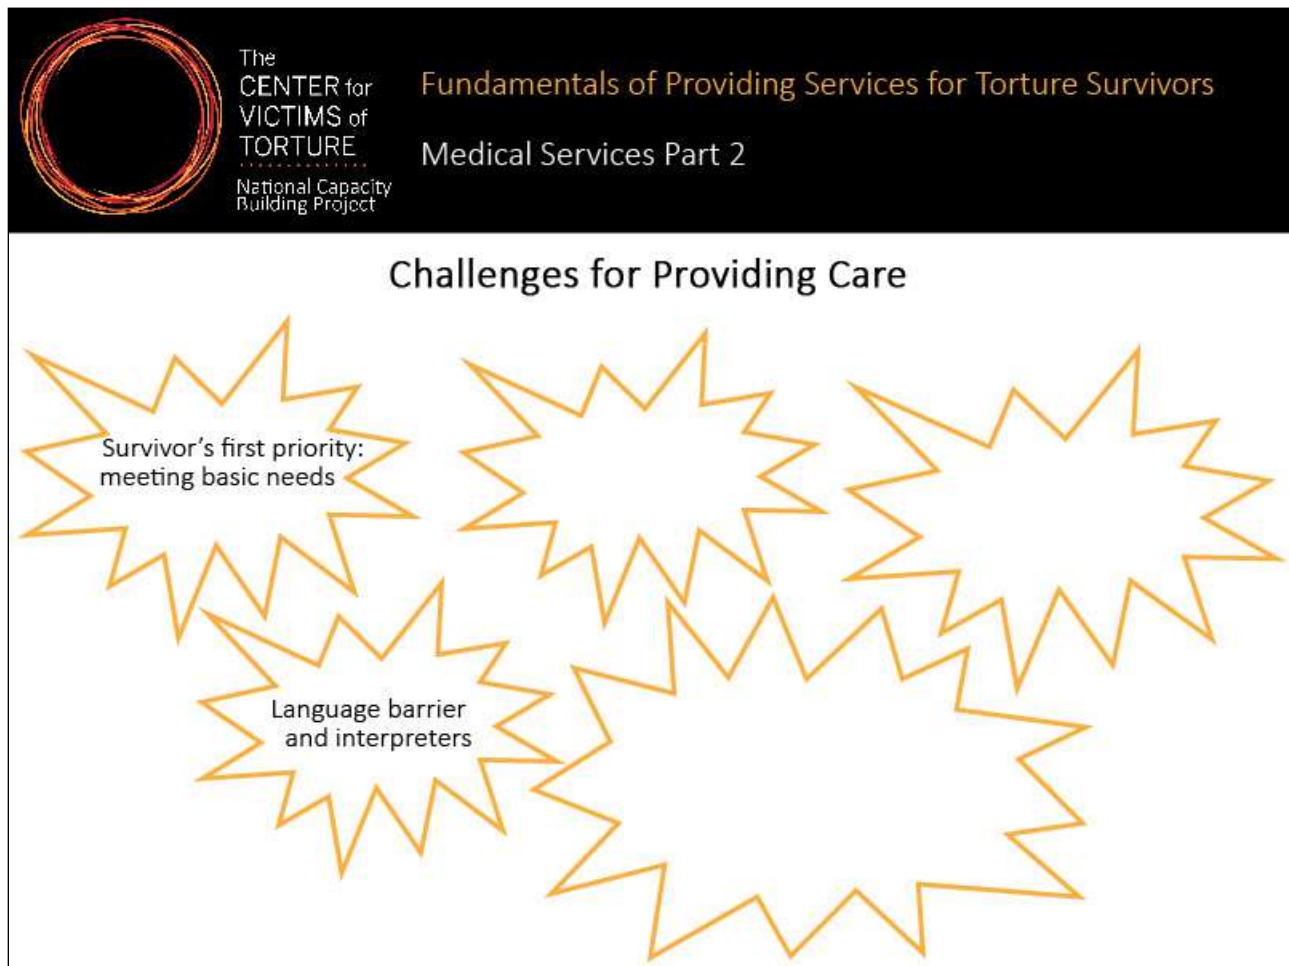 The
CENTER for
VICTIMS of
TORTURE
National Capacity
Building Project
Fundamentals of Providing Services for Torture Survivors
Medical Services Part 2
Challenges for Providing Care
Survivor’s first priority:
meeting basic needs
Language barrier
and interpreters